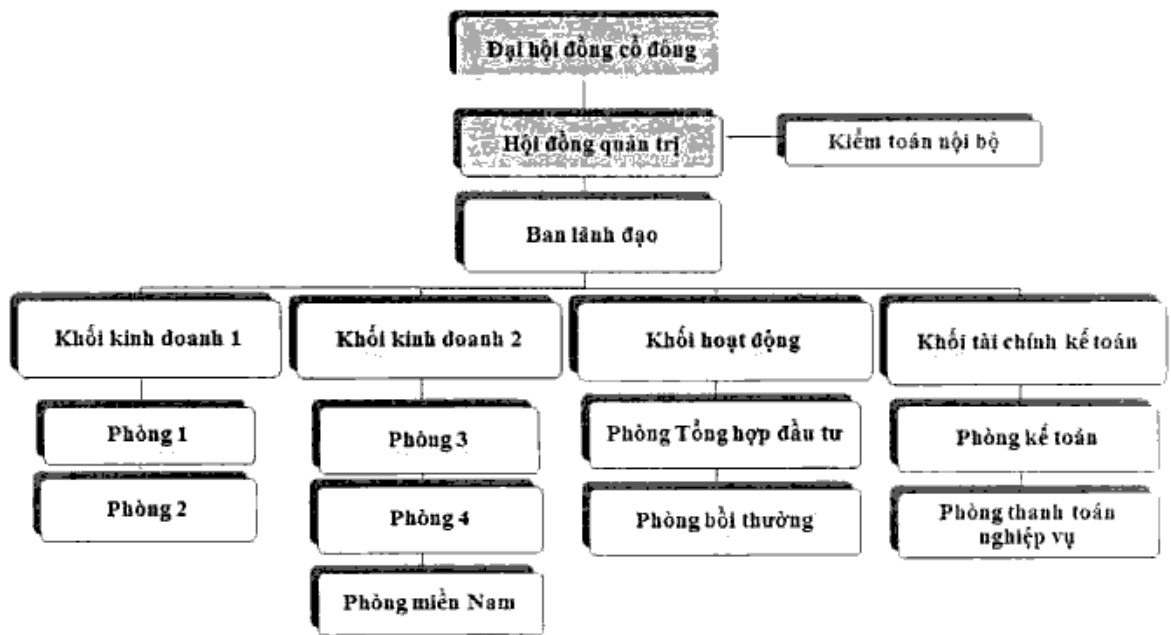 Đại hội đồng cổ đông
Hội đồng quản trị
Kiểm toán nội bộ
Ban lãnh đạo
Khối kinh doanh 1
Khối kinh doanh 2
Khối hoạt động
Khối tài chính kế toán
Phòng 1
Phòng 3
Phòng Tổng hợp đầu tư
Phòng kế toán
Phòng 2
Phòng 4
Phòng bồi thường
Phòng thanh toán
nghiệp vụ
Phòng miền Nam